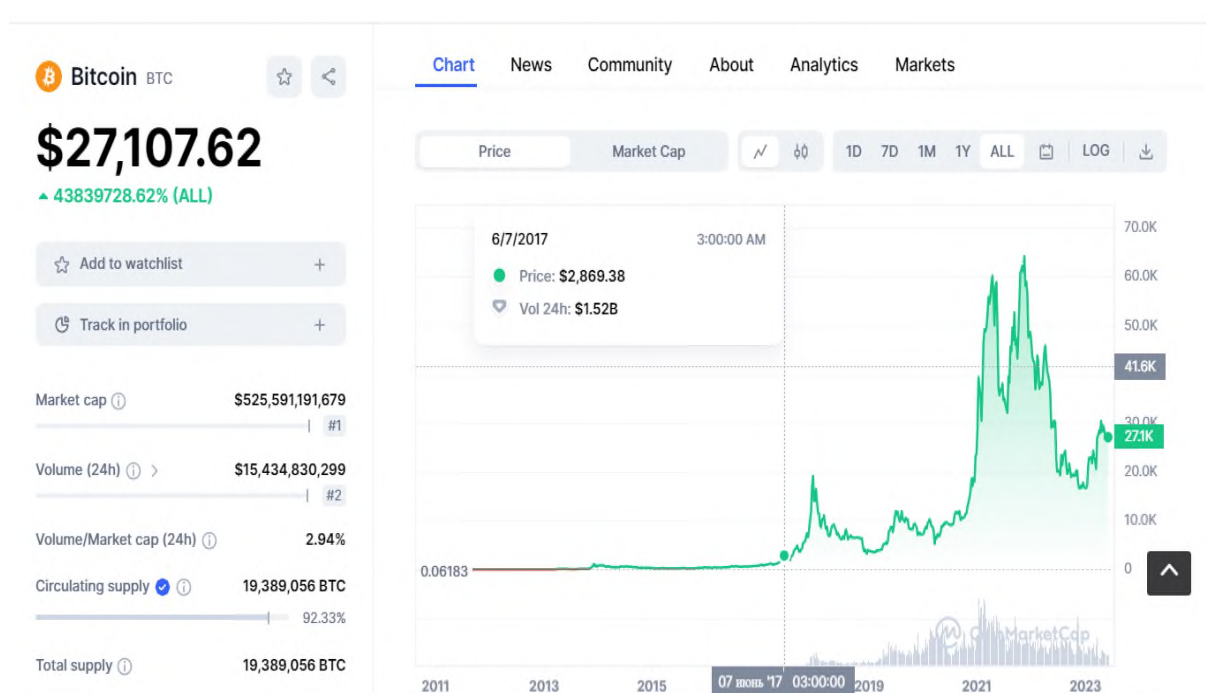 Bitcoin BTC
$27,107.62
43839728.62% (ALL)
Add to watchlist +
Track in portfolio +
Market cap $525,591,191,679
#1
Volume (24h) > $15,434,830,299
#2
Volume/Market cap (24h) 2.94%
Circulating supply 19,389,056 BTC
92.33%
Total supply 19,389,056 BTC
Chart News Community About Analytics Markets
Price Market Cap 1D 7D 1M 1Y ALL LOG
6/7/2017 3:00:00 AM
Price: $2,869.38
Vol 24h: $1.52B
70.0K
60.0K
50.0K
41.6K
30.0K
27.1K
20.0K
10.0K
0.06183 0
CoinMarketCap
2011 2013 2015 07 июнь '17 03:00:00 2019 2021 2023